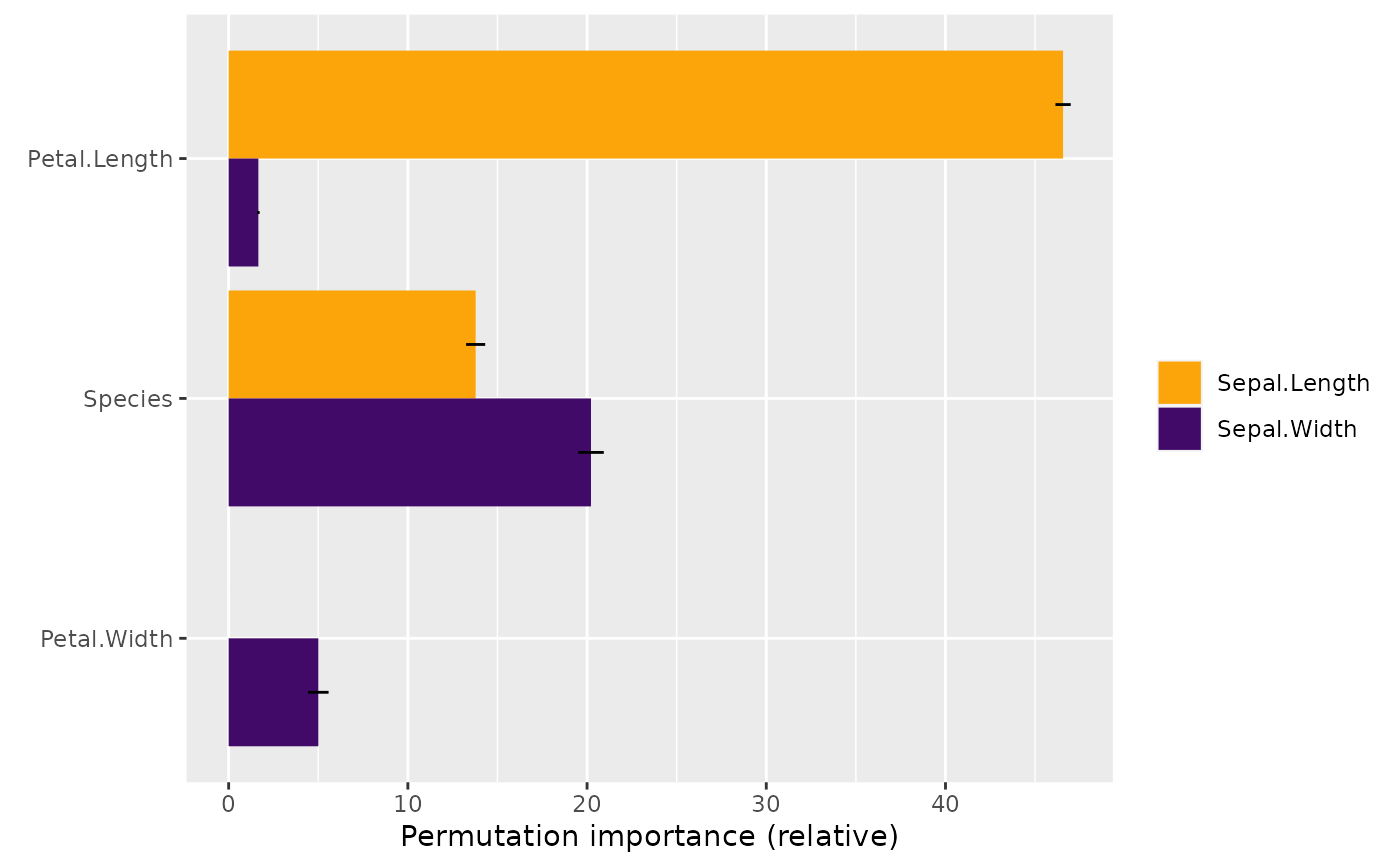 Petal.Length
Species
Petal.Width
Sepal.Length
Sepal.Width
0 10 20 30 40
Permutation importance (relative)